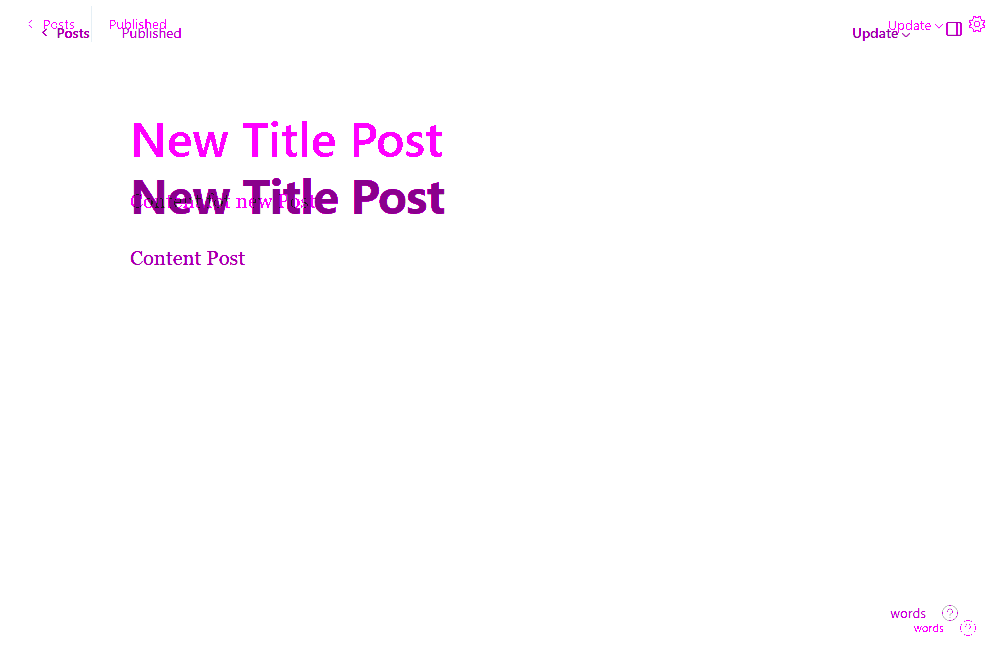 Posts Published Update
Posts Published Update
New Title Post
New Title Post
Content for new Post
Content Post
words ?
words ?